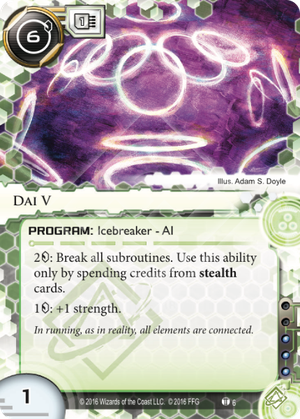 6
1
Illus. Adam S. Doyle
Dai V
PROGRAM: Icebreaker - AI
2: Break all subroutines. Use this ability
only by spending credits from stealth
cards.
1: +1 strength.
In running, as in reality, all elements are connected.
1
© 2016 Wizards of the Coast LLC. © 2016 FFG
6